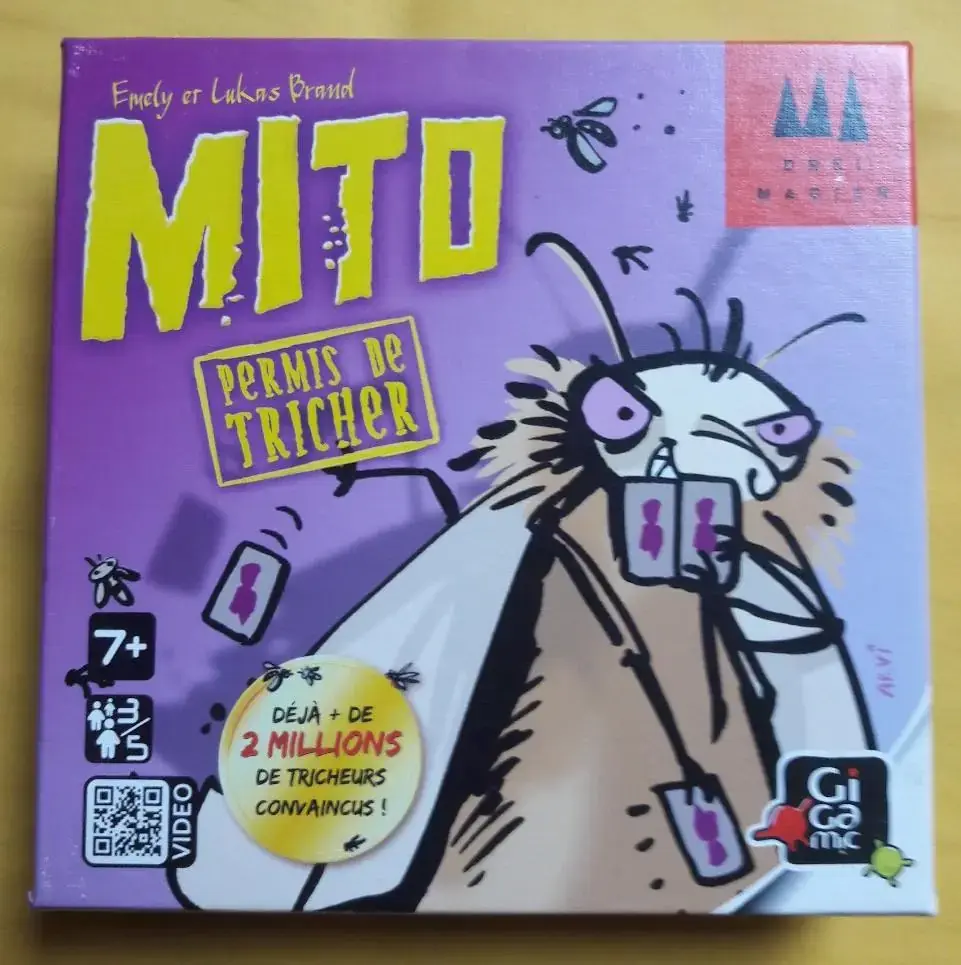 Emely et Lukas Brand
MITO
DREI
MAGIER
PERMIS DE
TRICHER
7+
3/5
VIDEO
DÉJÀ + DE
2 MILLIONS
DE TRICHEURS
CONVAINCUS !
ARVi
Gi
Ga
mic